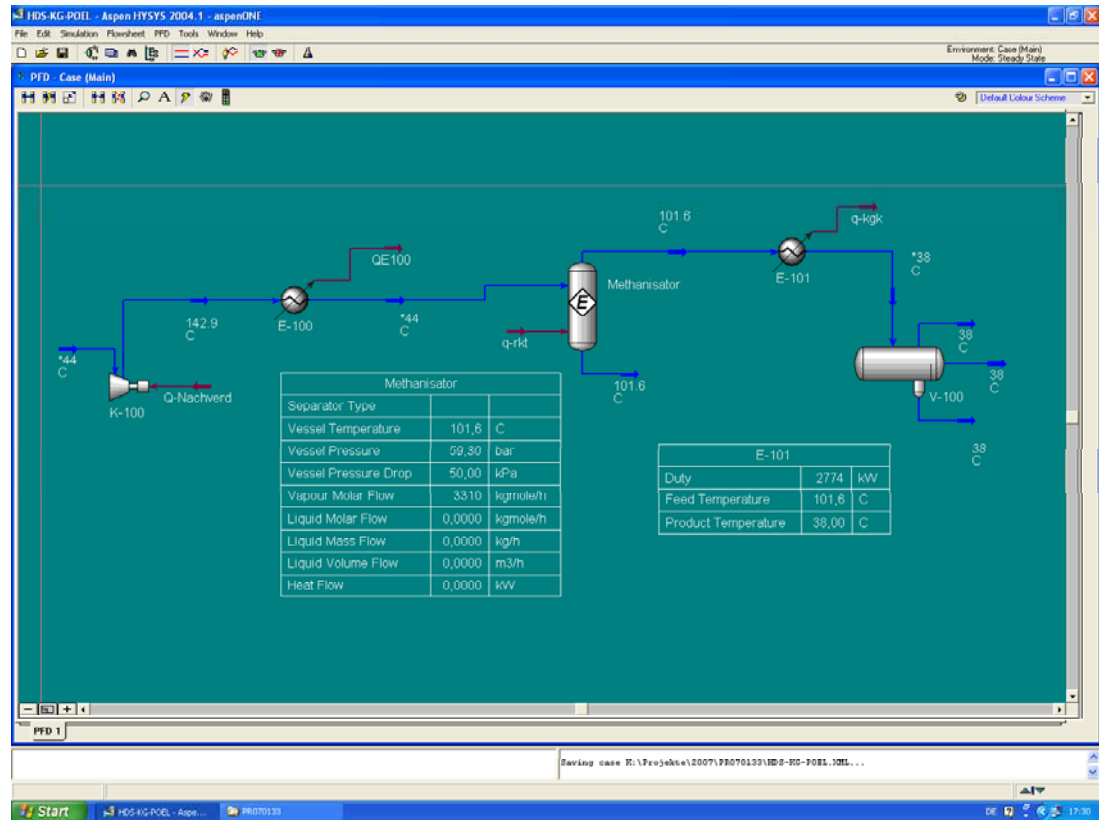 HDS-KG-POEL - Aspen HYSYS 2004.1 - aspenONE
File Edit Simulation Flowsheet PFD Tools Window Help
Environment: Case (Main)
Mode: Steady State
PFD - Case (Main)
A
Default Colour Scheme
101.6
C
q-kgk
QE100
E-101
*38
C
Methanisator
E
142.9
C
E-100
*44
C
q-rkt
38
C
*44
C
38
C
101.6
C
K-100
Q-Nachverd
V-100
38
C
Methanisator
Separator Type
Vessel Temperature 101,6 C
Vessel Pressure 59,30 bar
Vessel Pressure Drop 50,00 kPa
Vapour Molar Flow 3310 kgmole/h
Liquid Molar Flow 0,0000 kgmole/h
Liquid Mass Flow 0,0000 kg/h
Liquid Volume Flow 0,0000 m3/h
Heat Flow 0,0000 kW
E-101
Duty 2774 kW
Feed Temperature 101,6 C
Product Temperature 38,00 C
PFD 1
Saving case K:\Projekte\2007\PR070133\HDS-KG-POEL.XML...
Start HDS-KG-POEL - Aspe... PR070133 DE 17:30